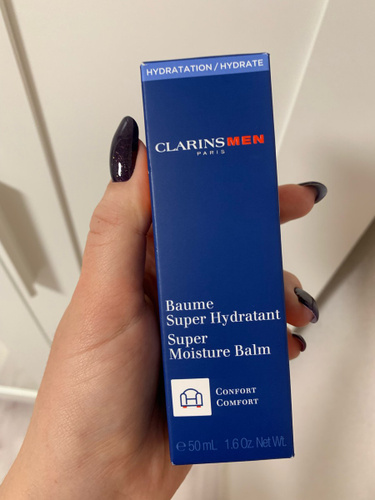 HYDRATATION / HYDRATE
CLARINSMEN
PARIS
Baume
Super Hydratant
Super
Moisture Balm
CONFORT
COMFORT
℮ 50 mL 1.6 Oz. Net Wt.